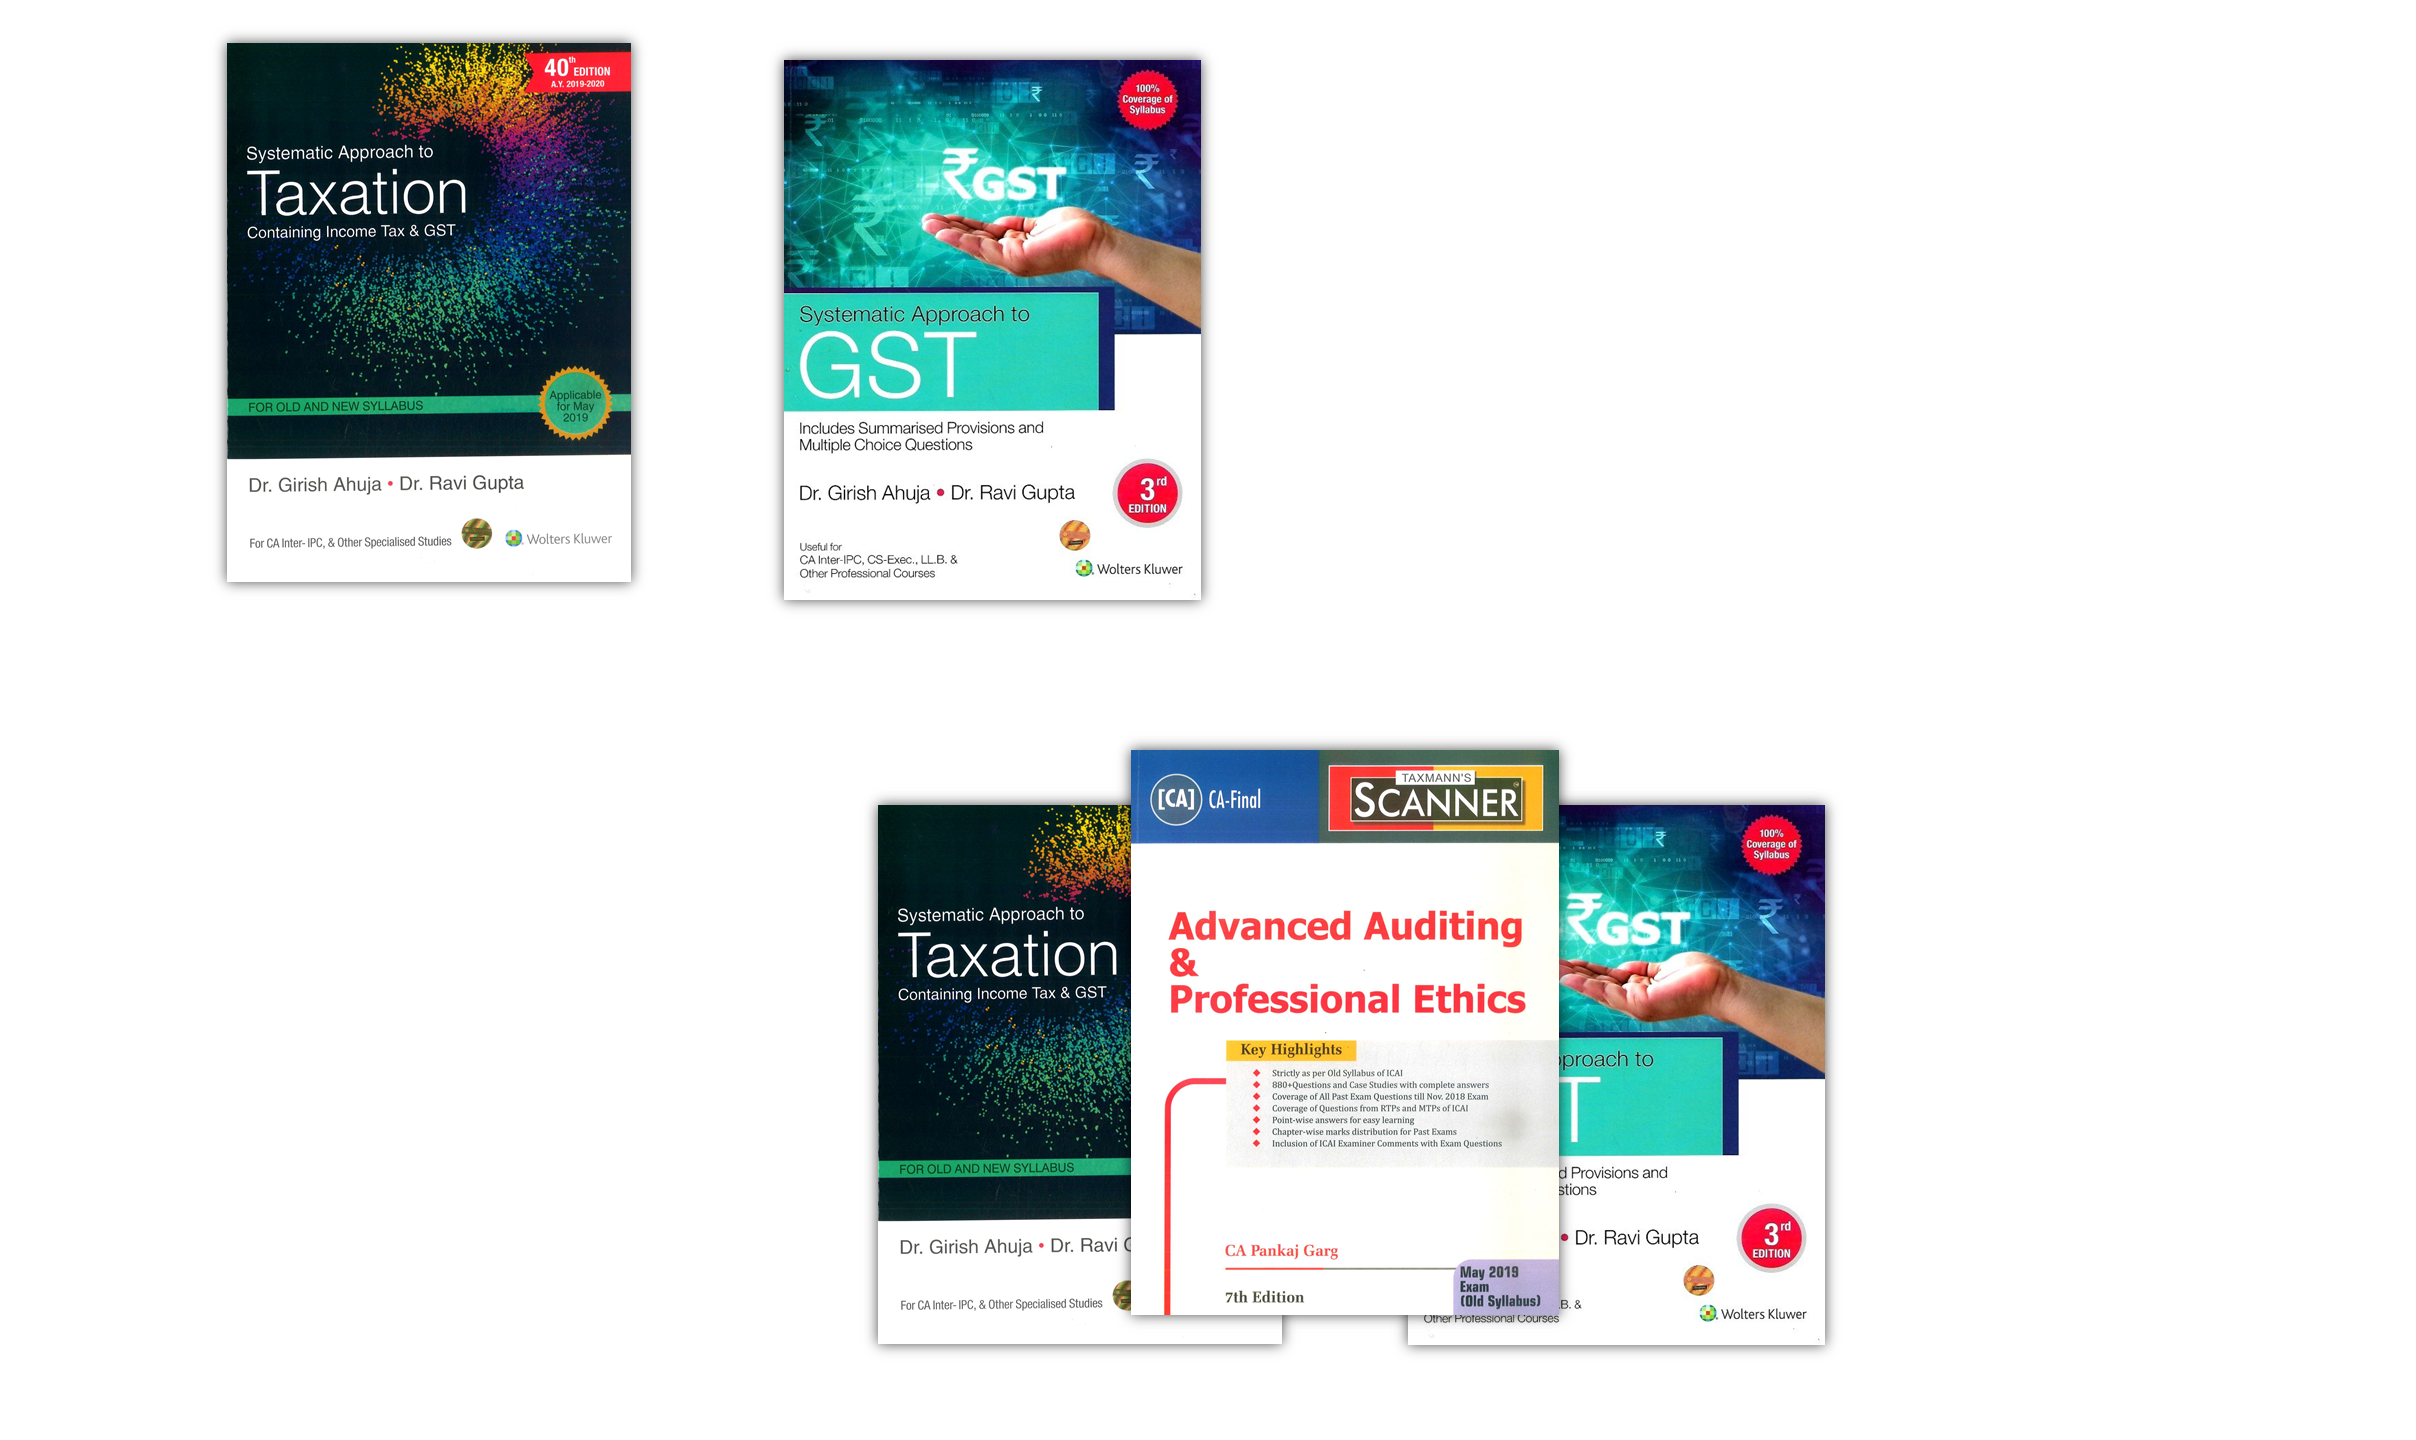 40th EDITION
A.Y. 2019-2020
Systematic Approach to
Taxation
Containing Income Tax & GST
FOR OLD AND NEW SYLLABUS
Applicable
for May
2019
Dr. Girish Ahuja • Dr. Ravi Gupta
For CA Inter- IPC, & Other Specialised Studies
Wolters Kluwer
100%
Coverage of
Syllabus
₹GST
Systematic Approach to
GST
Includes Summarised Provisions and
Multiple Choice Questions
Dr. Girish Ahuja • Dr. Ravi Gupta
3rd
EDITION
Useful for
CA Inter-IPC, CS-Exec., LL.B. &
Other Professional Courses
Wolters Kluwer
Systematic Approach to
Taxation
Containing Income Tax & GST
FOR OLD AND NEW SYLLABUS
Dr. Girish Ahuja • Dr. Ravi
For CA Inter- IPC, & Other Specialised Studies
[CA] CA-Final
TAXMANN'S
SCANNER
Advanced Auditing
&
Professional Ethics
Key Highlights
Strictly as per Old Syllabus of ICAI
880+Questions and Case Studies with complete answers
Coverage of All Past Exam Questions till Nov. 2018 Exam
Coverage of Questions from RTPs and MTPs of ICAI
Point-wise answers for easy learning
Chapter-wise marks distribution for Past Exams
Inclusion of ICAI Examiner Comments with Exam Questions
CA Pankaj Garg
7th Edition
May 2019
Exam
(Old Syllabus)
100%
Coverage of
Syllabus
₹GST
proach to
T
d Provisions and
stions
• Dr. Ravi Gupta
3rd
EDITION
.B. &
Other Professional Courses
Wolters Kluwer